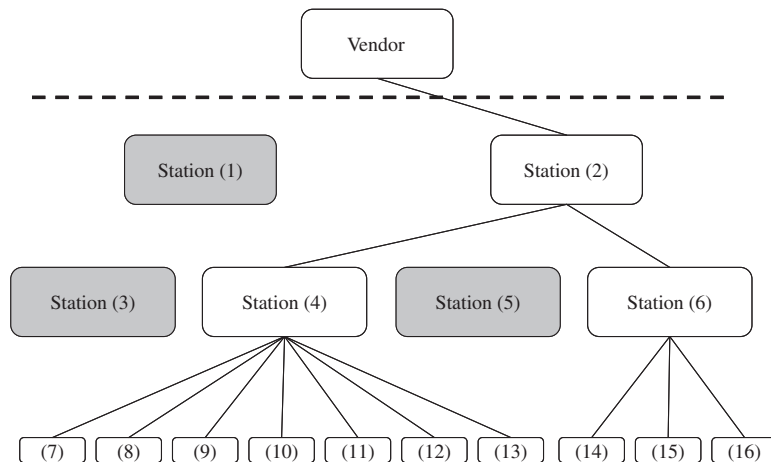 Vendor
Station (1)
Station (2)
Station (3)
Station (4)
Station (5)
Station (6)
(7)
(8)
(9)
(10)
(11)
(12)
(13)
(14)
(15)
(16)